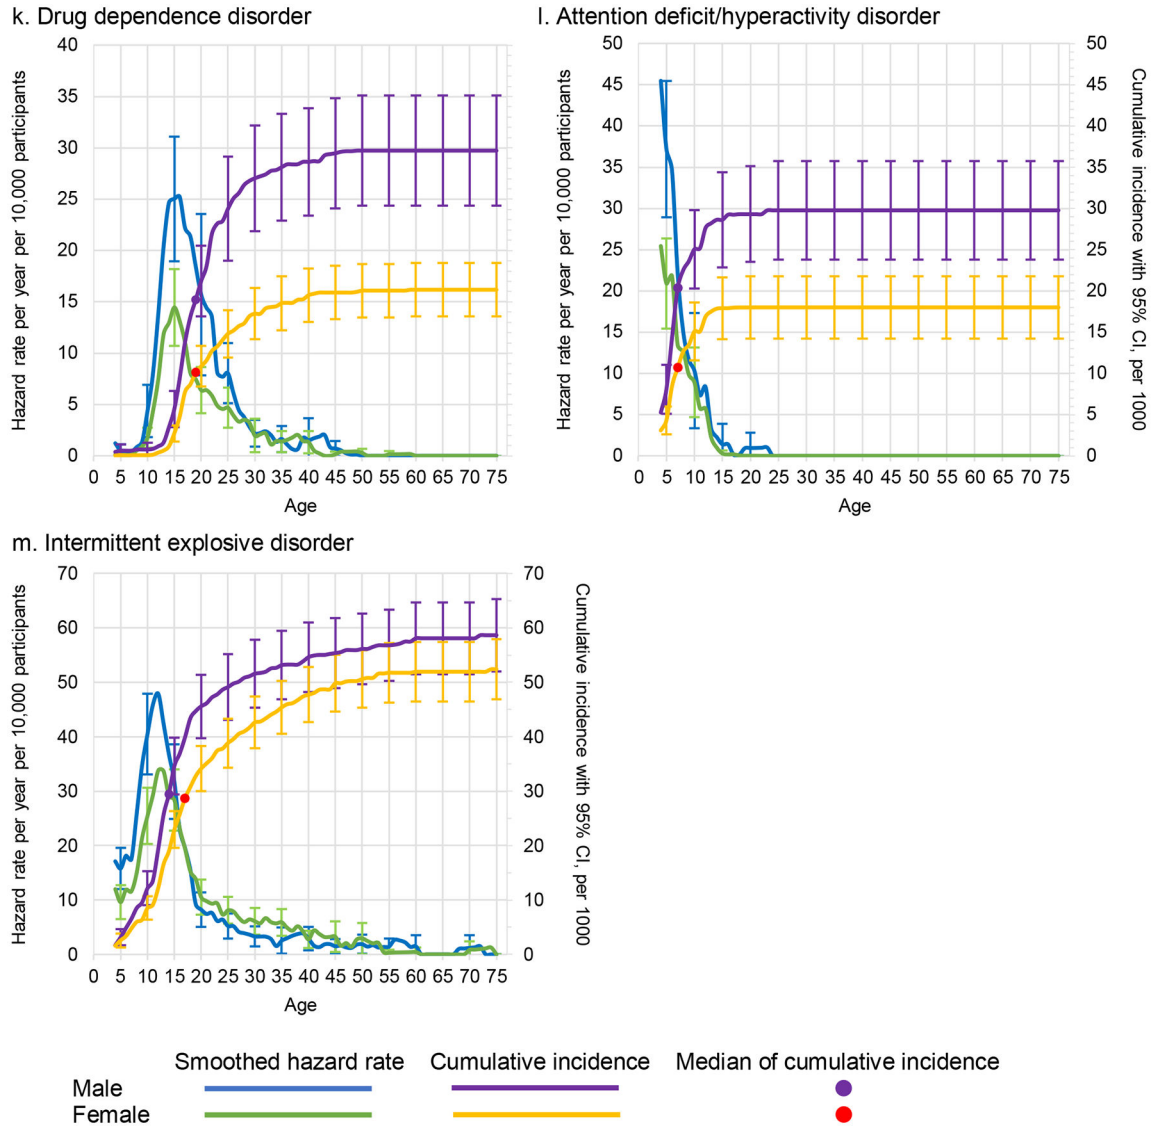 k. Drug dependence disorder
Hazard rate per year per 10,000 participants
40
35
30
25
20
15
10
5
0
0 5 10 15 20 25 30 35 40 45 50 55 60 65 70 75
Age
l. Attention deficit/hyperactivity disorder
Hazard rate per year per 10,000 participants
50
45
40
35
30
25
20
15
10
5
0
0 5 10 15 20 25 30 35 40 45 50 55 60 65 70 75
Age
50
45
40
35
30
25
20
15
10
5
0
Cumulative incidence with 95% CI, per 1000
m. Intermittent explosive disorder
Hazard rate per year per 10,000 participants
70
60
50
40
30
20
10
0
0 5 10 15 20 25 30 35 40 45 50 55 60 65 70 75
Age
70
60
50
40
30
20
10
0
Cumulative incidence with 95% CI, per 1000
Smoothed hazard rate Cumulative incidence Median of cumulative incidence
Male
Female